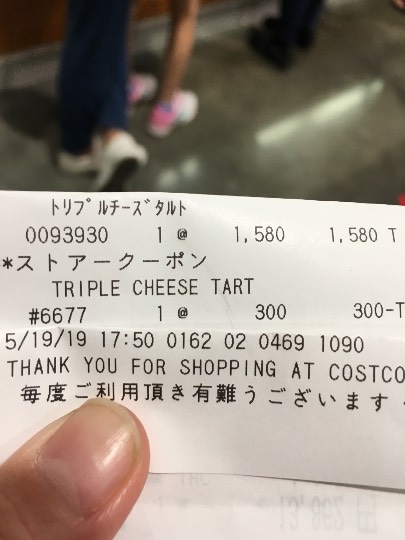 ﾄﾘﾌﾟﾙﾁｰｽﾞﾀﾙﾄ
0093930 1 @ 1,580 1,580 T
*ストアークーポン
TRIPLE CHEESE TART
#6677 1 @ 300 300-T
5/19/19 17:50 0162 02 0469 1090
THANK YOU FOR SHOPPING AT COSTCO
毎度ご利用頂き有難うございます